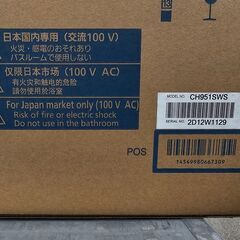 日本国内専用（交流100 V）
火災・感電のおそれあり
バスルームで使用しない
仅限日本市场（100 V AC）
有火灾和触电的危险
请勿使用于浴室
For Japan market only (100 V AC)
Risk of fire or electric shock
Do not use in the bathroom
MODEL NO. CH951SWS
SERIAL NO. 2D12W1129
POS